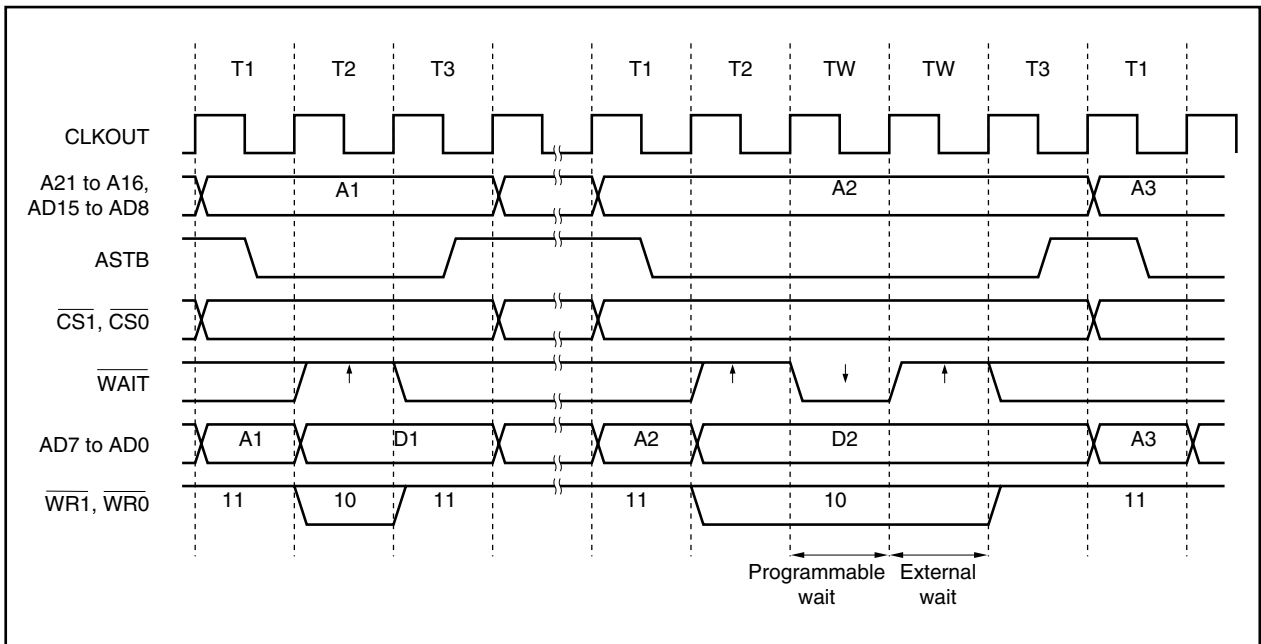 T1 T2 T3 T1 T2 TW TW T3 T1
CLKOUT
A21 to A16,
AD15 to AD8
A1 A2 A3
ASTB
CS1, CS0
WAIT
AD7 to AD0
A1 D1 A2 D2 A3
WR1, WR0
11 10 11 11 10 11
Programmable
wait
External
wait